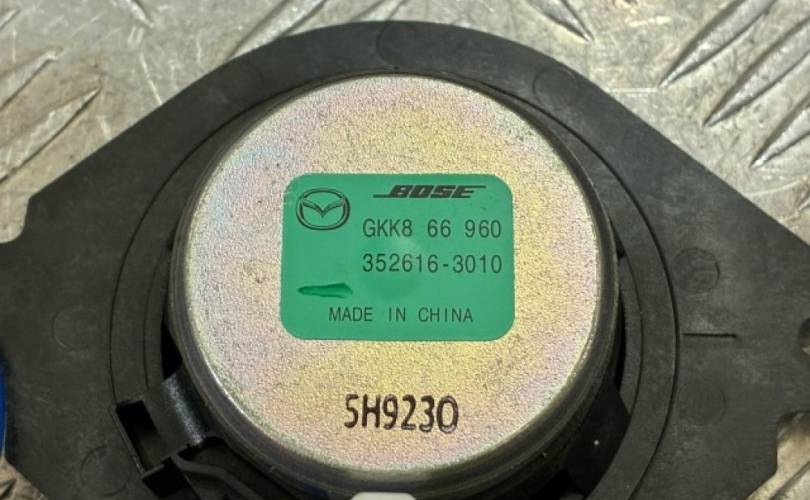 BOSE
GKK8 66 960
352616-3010
MADE IN CHINA
5H9230